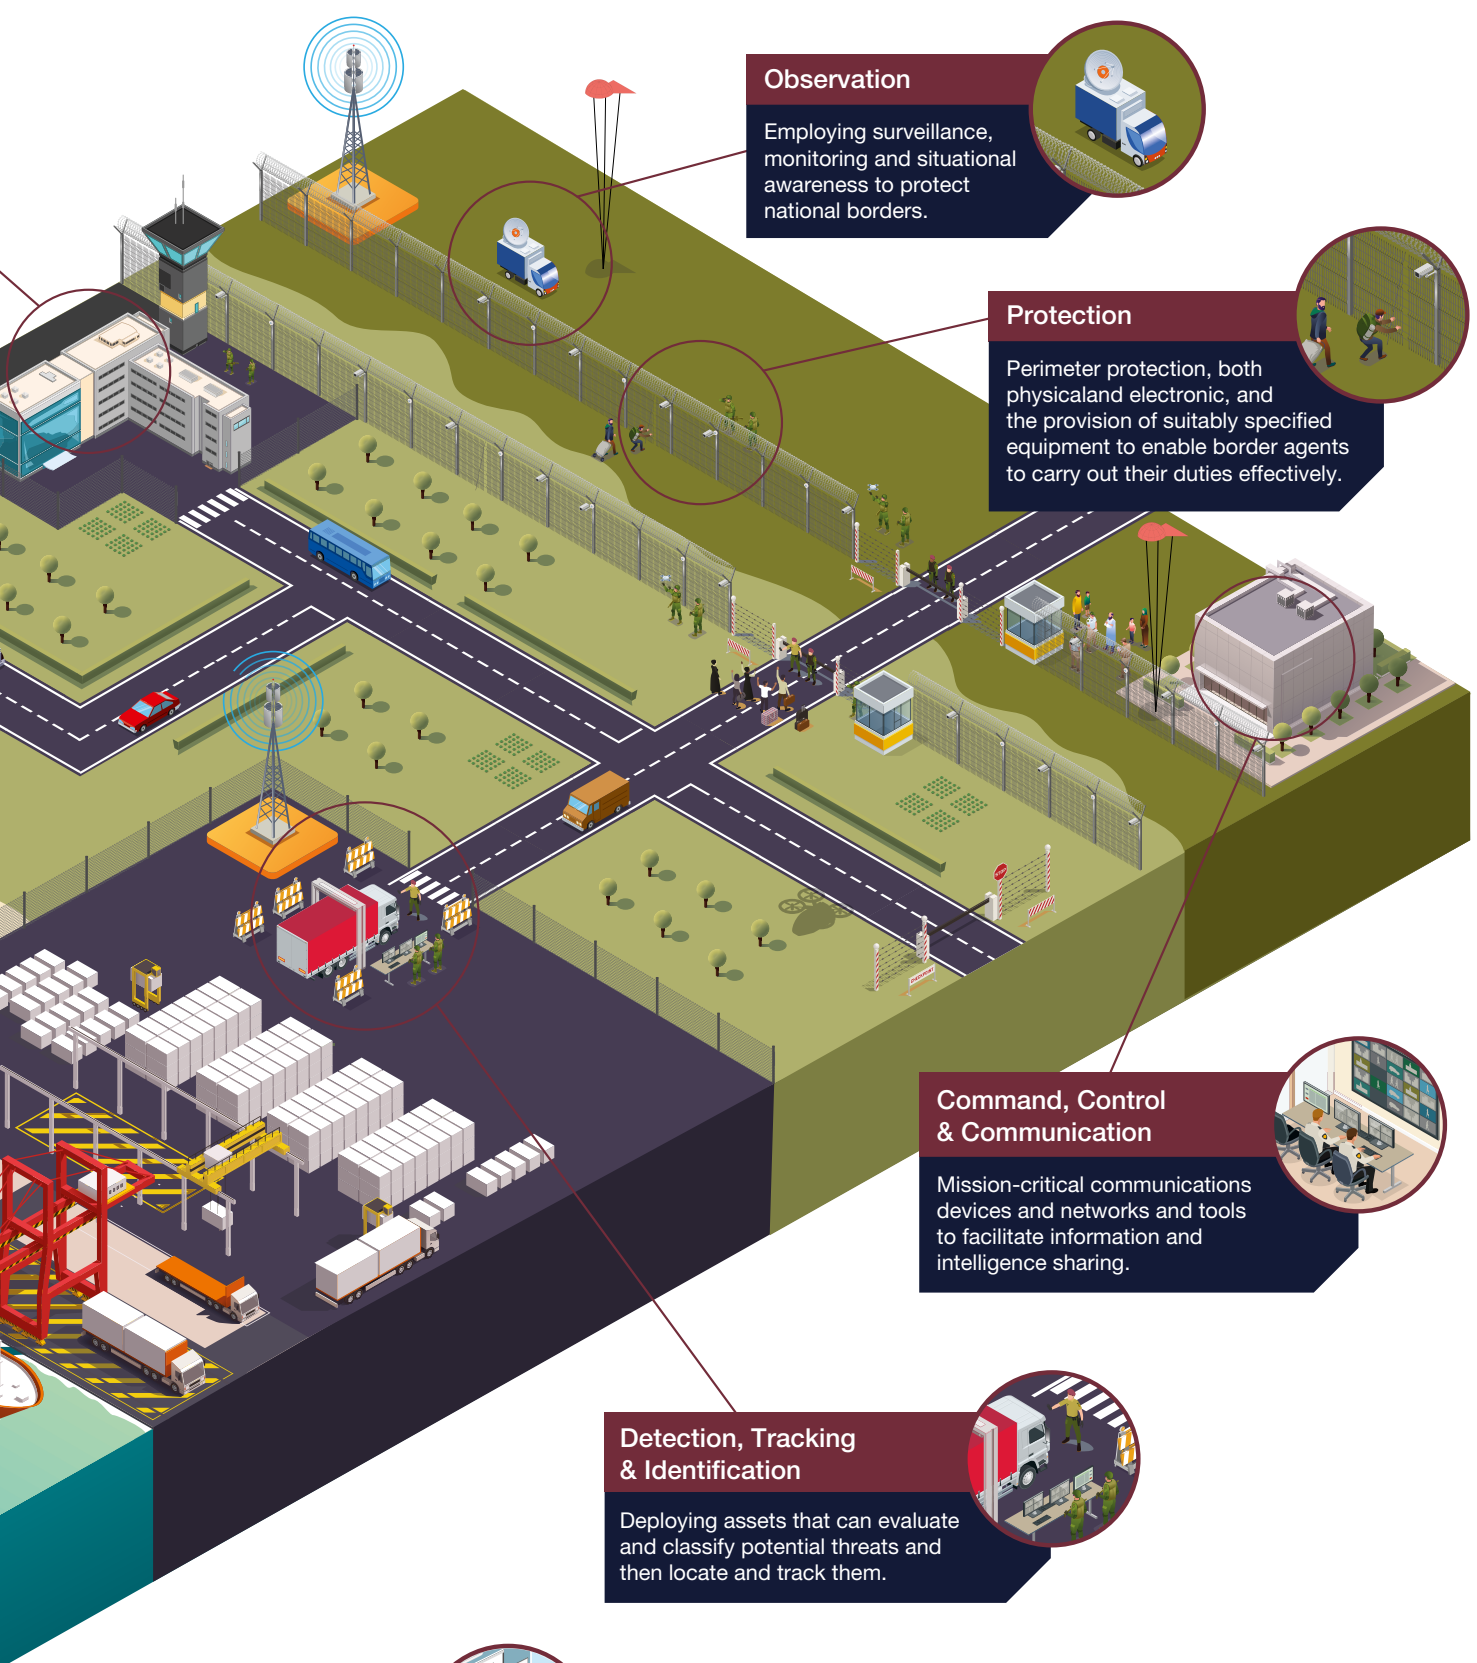 Observation
Employing surveillance,
monitoring and situational
awareness to protect
national borders.
Protection
Perimeter protection, both
physicaland electronic, and
the provision of suitably specified
equipment to enable border agents
to carry out their duties effectively.
STOP
CHECKPOINT
Command, Control
& Communication
Mission-critical communications
devices and networks and tools
to facilitate information and
intelligence sharing.
Detection, Tracking
& Identification
Deploying assets that can evaluate
and classify potential threats and
then locate and track them.